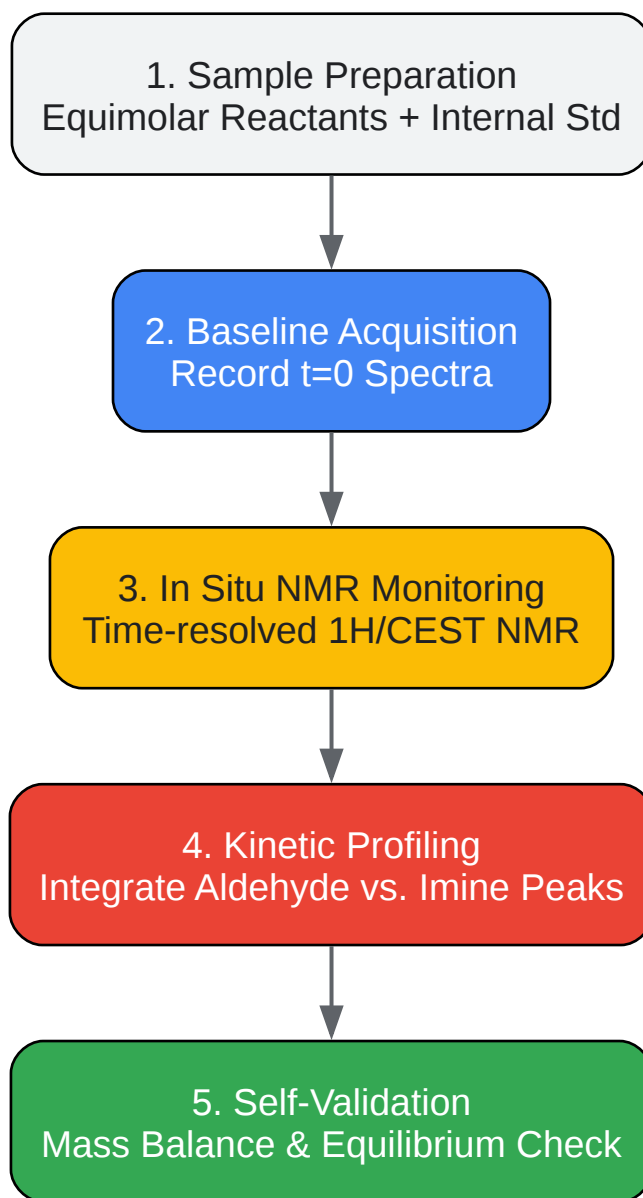 1. Sample Preparation
Equimolar Reactants + Internal Std
2. Baseline Acquisition
Record t=0 Spectra
3. In Situ NMR Monitoring
Time-resolved 1H/CEST NMR
4. Kinetic Profiling
Integrate Aldehyde vs. Imine Peaks
5. Self-Validation
Mass Balance & Equilibrium Check